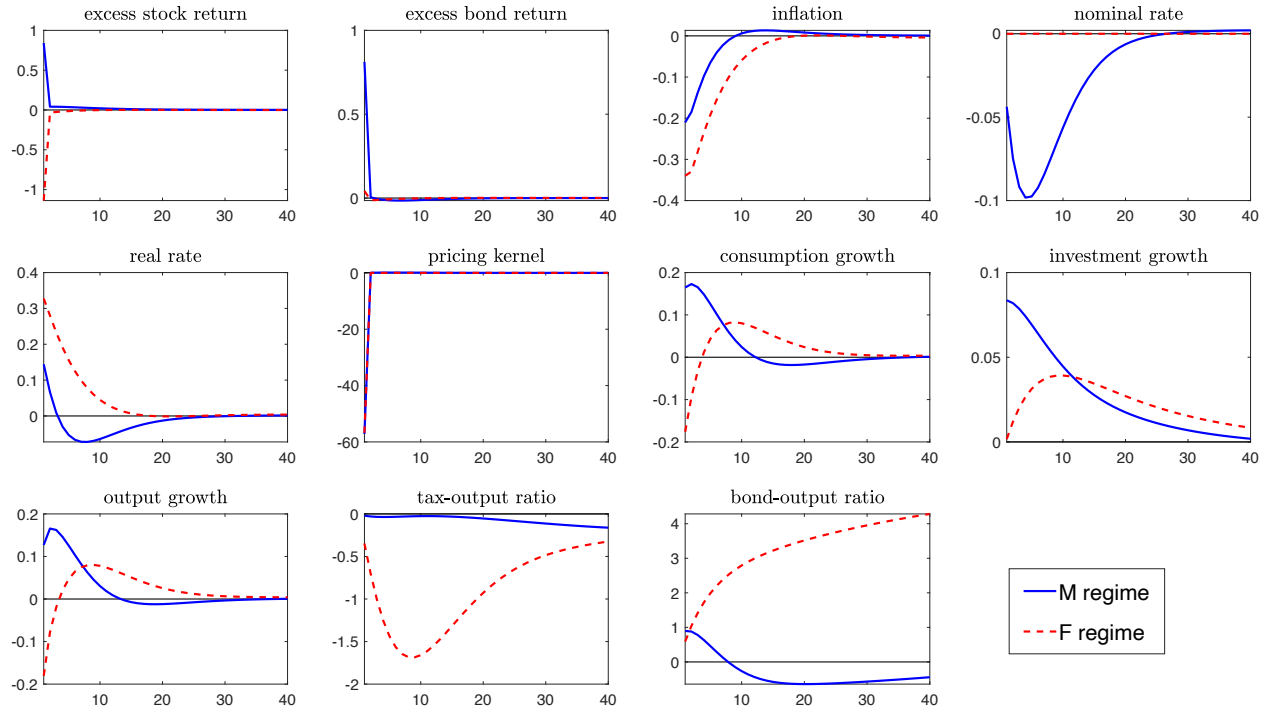 excess stock return
1
0.5
0
-0.5
-1
10 20 30 40
excess bond return
1
0.5
0
10 20 30 40
inflation
0
-0.1
-0.2
-0.3
-0.4
10 20 30 40
nominal rate
0
-0.05
-0.1
10 20 30 40
real rate
0.4
0.3
0.2
0.1
0
10 20 30 40
pricing kernel
0
-20
-40
-60
10 20 30 40
consumption growth
0.2
0.1
0
-0.1
-0.2
10 20 30 40
investment growth
0.1
0.05
0
10 20 30 40
output growth
0.2
0.1
0
-0.1
-0.2
10 20 30 40
tax-output ratio
0
-0.5
-1
-1.5
-2
10 20 30 40
bond-output ratio
4
3
2
1
0
10 20 30 40
M regime
F regime